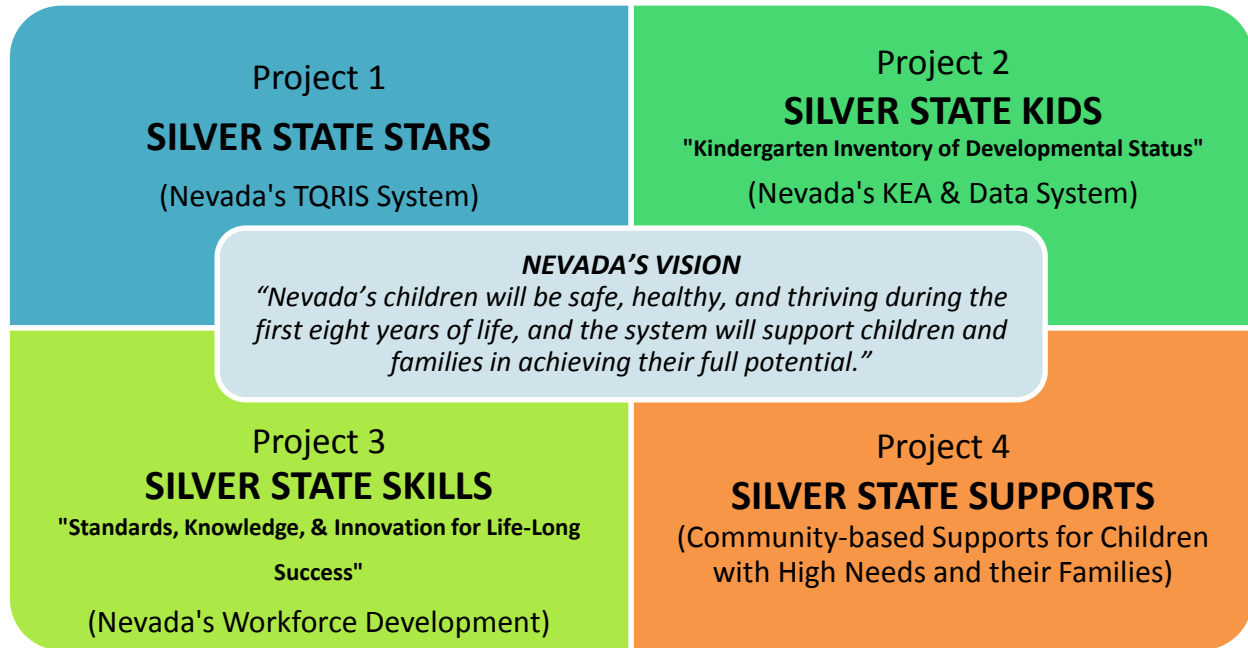 Project 1
SILVER STATE STARS
(Nevada's TQRIS System)
Project 2
SILVER STATE KIDS
"Kindergarten Inventory of Developmental Status"
(Nevada's KEA & Data System)
NEVADA’S VISION
“Nevada’s children will be safe, healthy, and thriving during the
first eight years of life, and the system will support children and
families in achieving their full potential.”
Project 3
SILVER STATE SKILLS
"Standards, Knowledge, & Innovation for Life-Long
Success"
(Nevada's Workforce Development)
Project 4
SILVER STATE SUPPORTS
(Community-based Supports for Children
with High Needs and their Families)